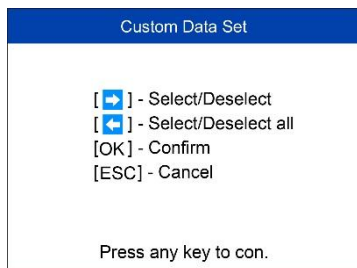 Custom Data Set
[➡] - Select/Deselect
[⬅] - Select/Deselect all
[OK] - Confirm
[ESC] - Cancel
Press any key to con.